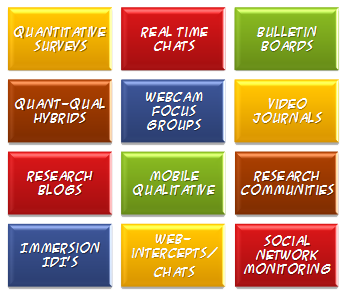 QUANTITATIVE
SURVEYS
REAL TIME
CHATS
BULLETIN
BOARDS
QUANT-QUAL
HYBRIDS
WEBCAM
FOCUS
GROUPS
VIDEO
JOURNALS
RESEARCH
BLOGS
MOBILE
QUALITATIVE
RESEARCH
COMMUNITIES
IMMERSION
IDI'S
WEB-
INTERCEPTS/
CHATS
SOCIAL
NETWORK
MONITORING